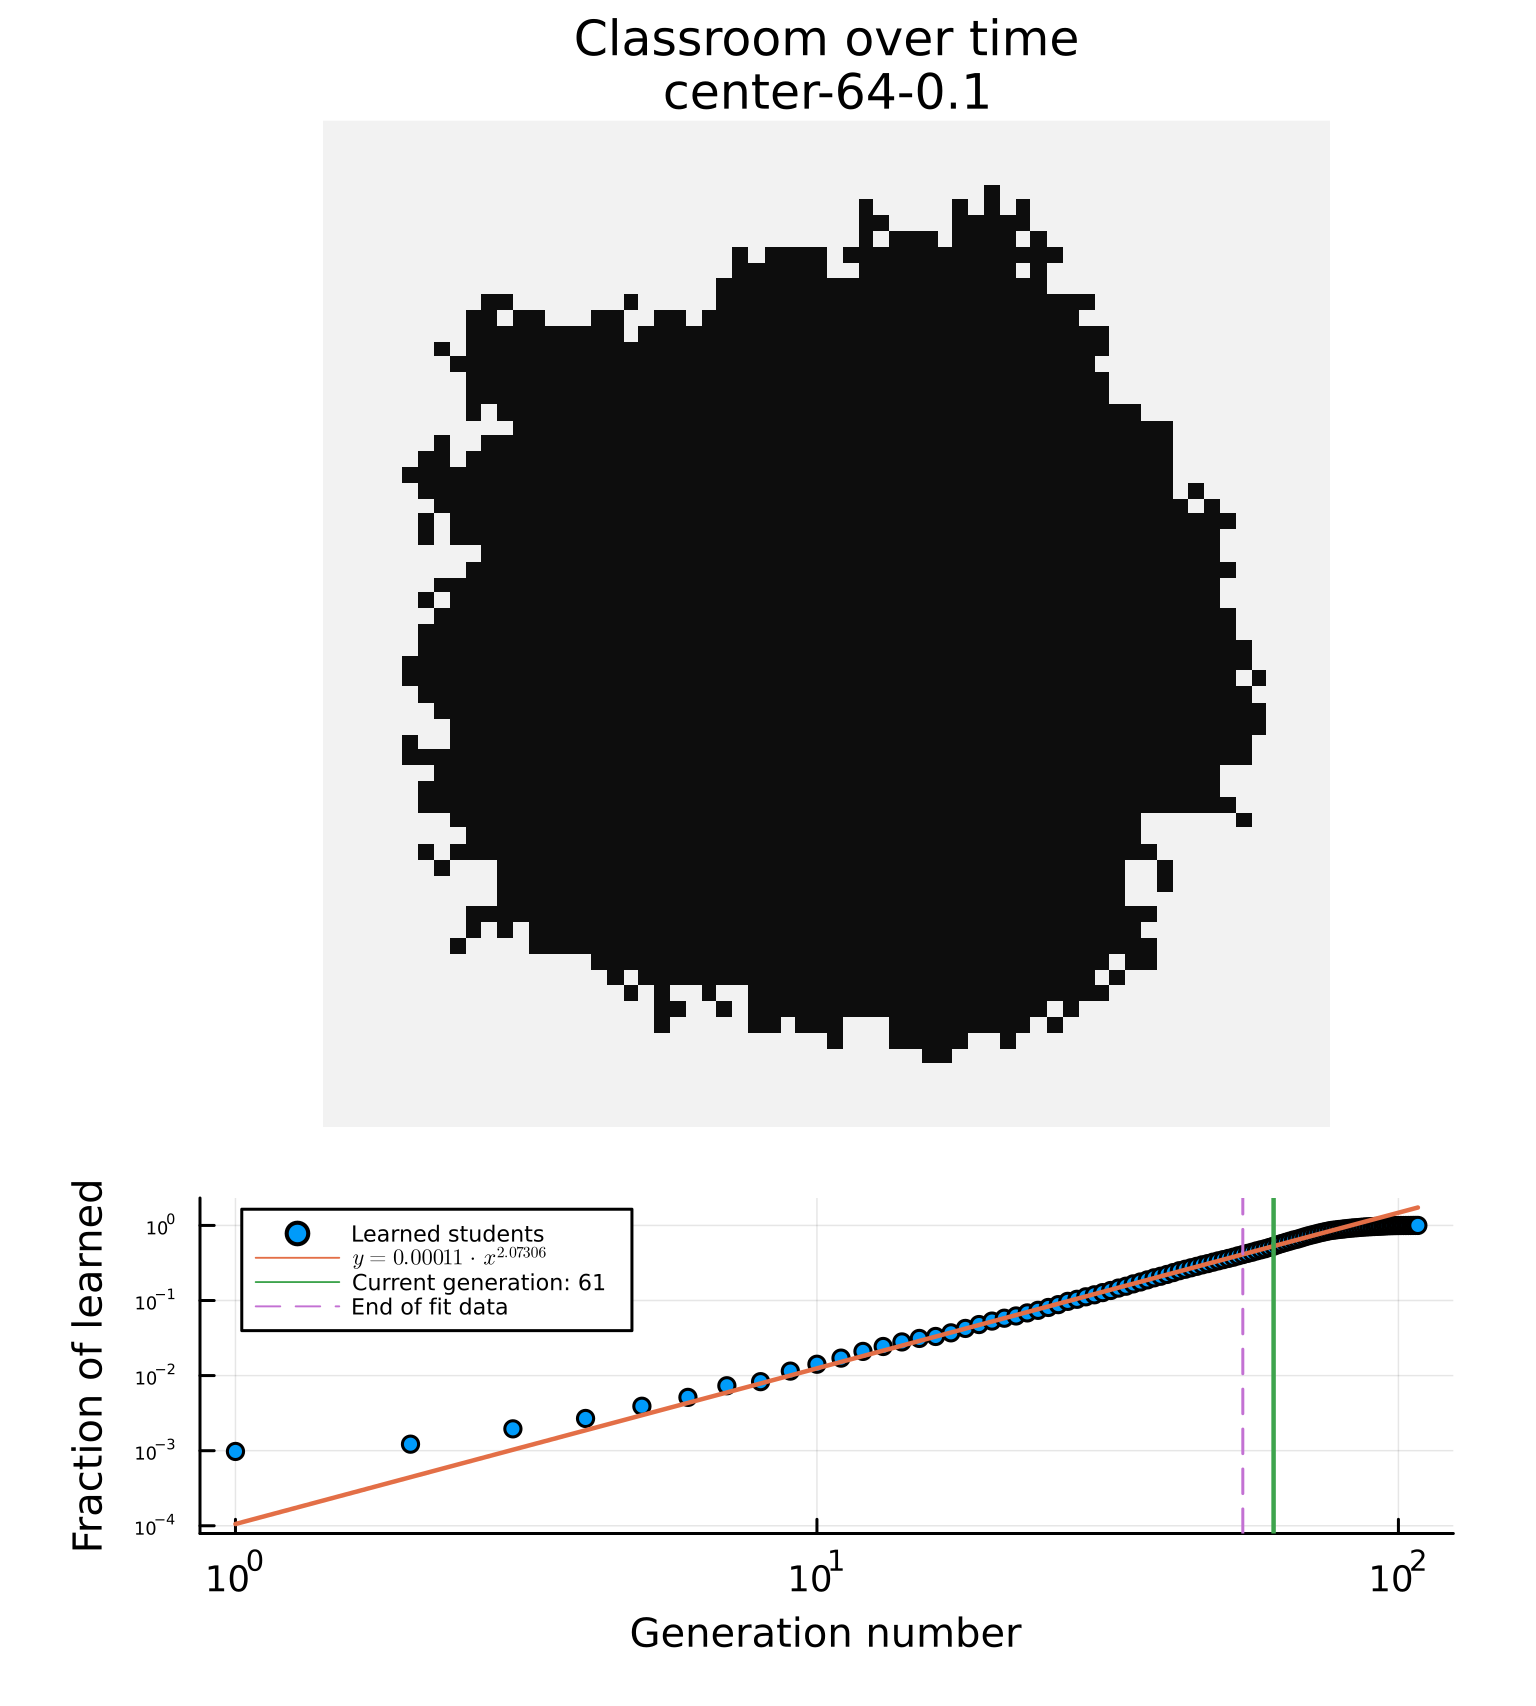 Classroom over time
center-64-0.1
Fraction of learned
10^0
10^-1
10^-2
10^-3
10^-4
Learned students
y = 0.00011 · x^2.07306
Current generation: 61
End of fit data
10^0 10^1 10^2
Generation number